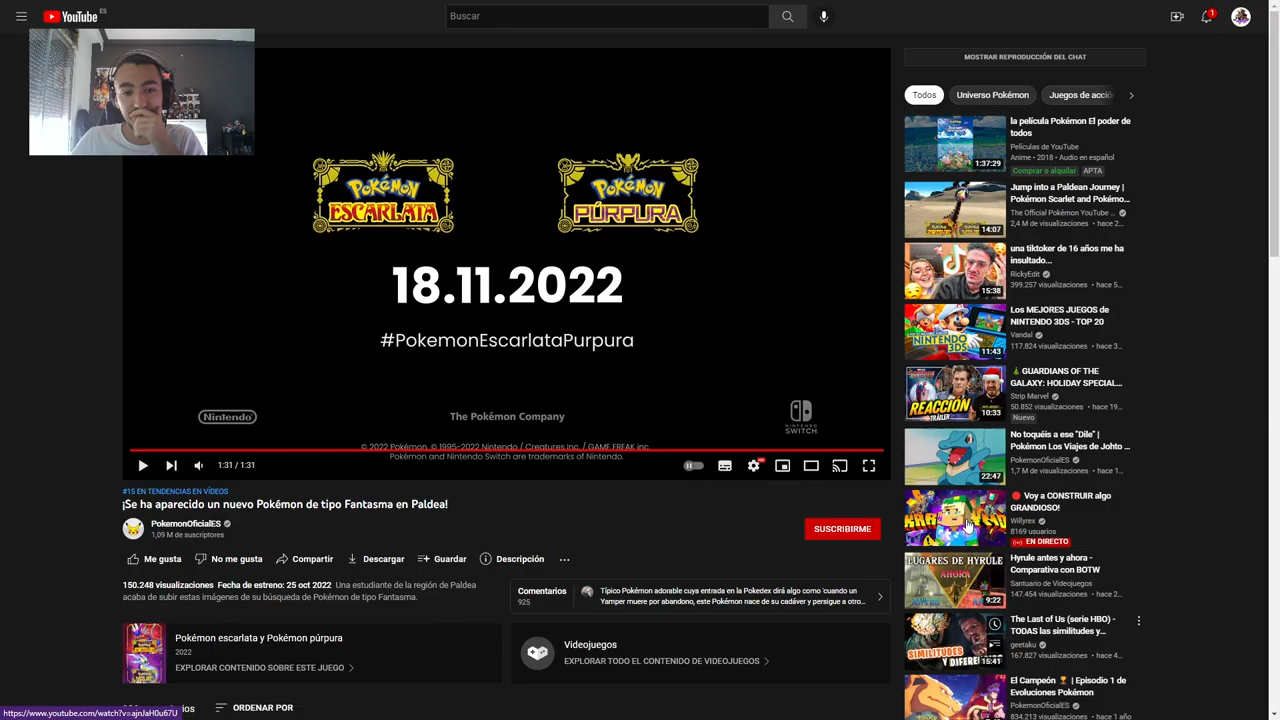 YouTube ES
Buscar
1
MOSTRAR REPRODUCCIÓN DEL CHAT
Todos
Universo Pokémon
Juegos de acció
Pokémon
ESCARLATA
Pokémon
PÚRPURA
18.11.2022
#PokemonEscarlataPurpura
Nintendo
The Pokémon Company
NINTENDO
SWITCH
© 2022 Pokémon. © 1995-2022 Nintendo / Creatures Inc. / GAME FREAK inc.
Pokémon and Nintendo Switch are trademarks of Nintendo.
1:31 / 1:31
#15 EN TENDENCIAS EN VÍDEOS
¡Se ha aparecido un nuevo Pokémon de tipo Fantasma en Paldea!
PokemonOficialES
1,09 M de suscriptores
SUSCRIBIRME
Me gusta
No me gusta
Compartir
Descargar
Guardar
Descripción
150.248 visualizaciones Fecha de estreno: 25 oct 2022 Una estudiante de la región de Paldea
acaba de subir estas imágenes de su búsqueda de Pokémon de tipo Fantasma.
Comentarios
925
Típico Pokémon adorable cuya entrada en la Pokedex dirá algo como 'cuando un
Yamper muere por abandono, este Pokémon nace de su cadáver y persigue a otro...
Pokémon escarlata y Pokémon púrpura
2022
EXPLORAR CONTENIDO SOBRE ESTE JUEGO
Videojuegos
EXPLORAR TODO EL CONTENIDO DE VIDEOJUEGOS
ORDENAR POR
https://www.youtube.com/watch?v=ajnJaH0u67U
la película Pokémon El poder de
todos
Películas de YouTube
Anime • 2018 • Audio en español
Comprar o alquilar
APTA
1:37:29
Jump into a Paldean Journey |
Pokémon Scarlet and Pokémo...
The Official Pokémon YouTube ...
2,4 M de visualizaciones • hace 2...
14:07
una tiktoker de 16 años me ha
insultado...
RickyEdit
399.257 visualizaciones • hace 5...
15:38
Los MEJORES JUEGOS de
NINTENDO 3DS - TOP 20
Vandal
117.824 visualizaciones • hace 3...
NINTENDO 3DS
11:43
GUARDIANS OF THE
GALAXY: HOLIDAY SPECIAL...
Strip Marvel
50.852 visualizaciones • hace 19...
Nuevo
REACCIÓN
TRÁILER
10:33
No toquéis a ese "Dile" |
Pokémon Los Viajes de Johto ...
PokemonOficialES
1,7 M de visualizaciones • hace 2...
22:47
Voy a CONSTRUIR algo
GRANDIOSO!
Willyrex
8169 usuarios
EN DIRECTO
Hyrule antes y ahora -
Comparativa con BOTW
Santuario de Videojuegos
147.454 visualizaciones • hace 2...
LUGARES DE HYRULE
AHORA
9:22
The Last of Us (serie HBO) -
TODAS las similitudes y...
geetaku
167.827 visualizaciones • hace 4...
SIMILITUDES
Y DIFEREN
15:41
El Campeón 🏆 | Episodio 1 de
Evoluciones Pokémon
PokemonOficialES
834.213 visualizaciones • hace 1...